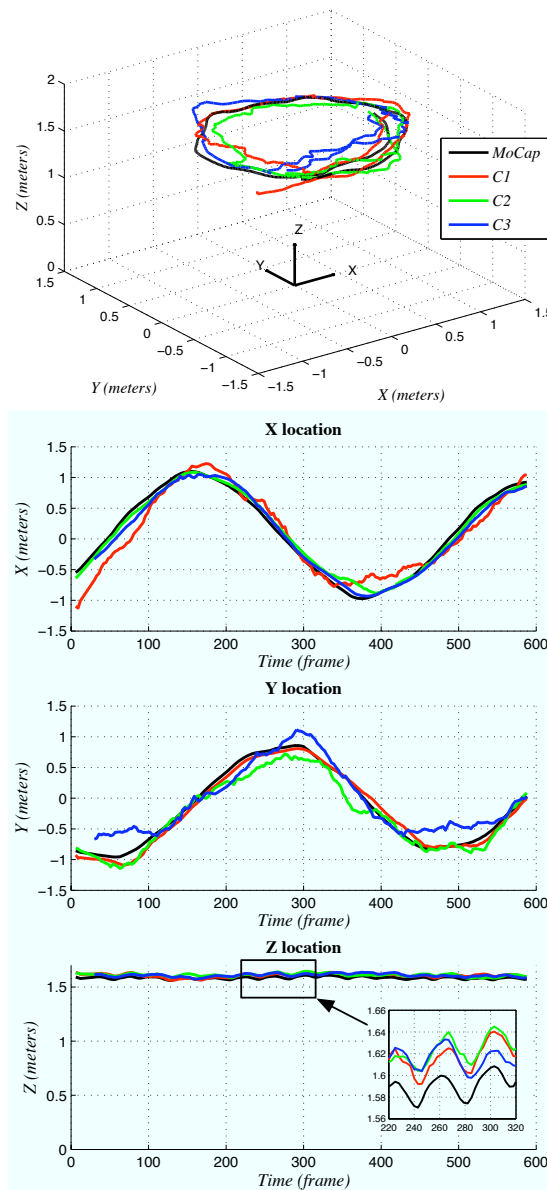 2
1.5
1
0.5
0
Z (meters)
MoCap
C1
C2
C3
Z
Y
X
1.5
1
0.5
0
−0.5
−1
−1.5
Y (meters)
−1.5
−1
−0.5
0
0.5
1
1.5
X (meters)
X location
1.5
1
0.5
0
−0.5
−1
−1.5
X (meters)
0 100 200 300 400 500 600
Time (frame)
Y location
1.5
1
0.5
0
−0.5
−1
−1.5
Y (meters)
0 100 200 300 400 500 600
Time (frame)
Z location
1.5
1
0.5
0
Z (meters)
1.66
1.64
1.62
1.6
1.58
1.56
220 240 260 280 300 320
0 100 200 300 400 500 600
Time (frame)